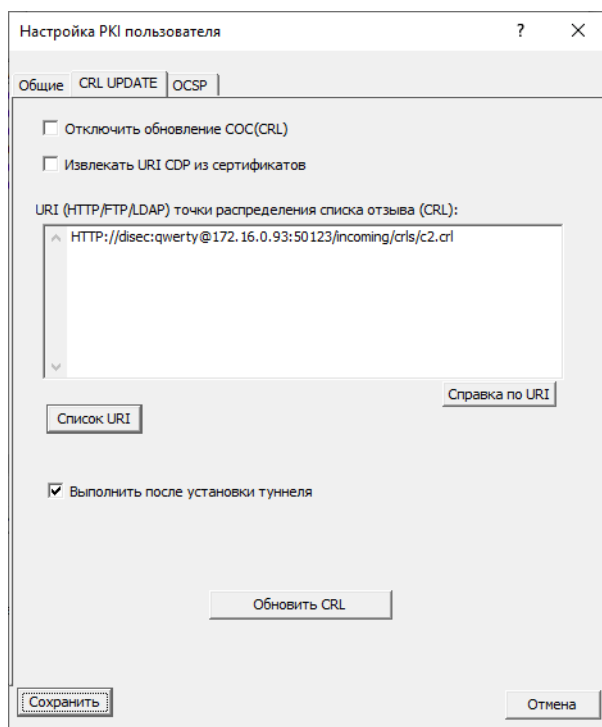 Настройка PKI пользователя
?
Общие
CRL UPDATE
OCSP
Отключить обновление СОС(CRL)
Извлекать URI CDP из сертификатов
URI (HTTP/FTP/LDAP) точки распределения списка отзыва (CRL):
HTTP://disec:qwerty@172.16.0.93:50123/incoming/crls/c2.crl
Справка по URI
Список URI
Выполнить после установки туннеля
Обновить CRL
Сохранить
Отмена